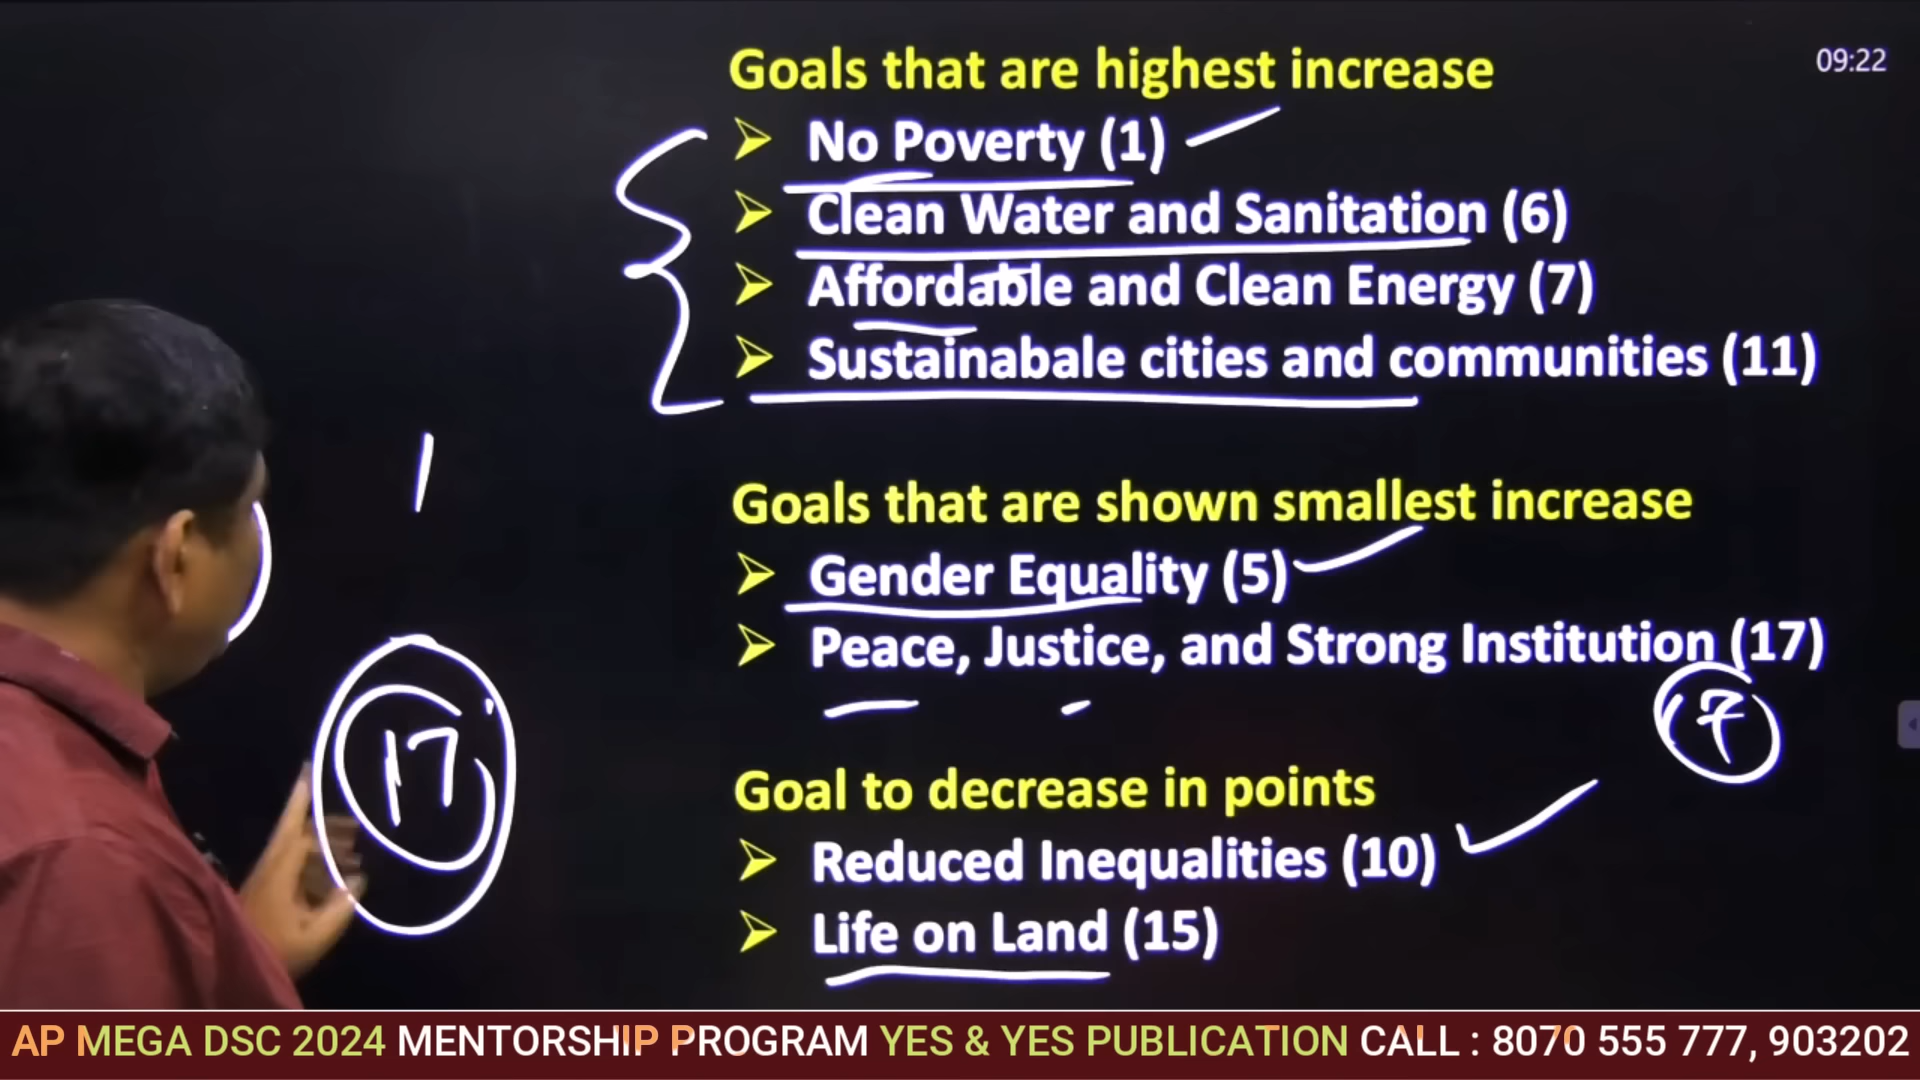 Goals that are highest increase
09:22
➢ No Poverty (1)
➢ Clean Water and Sanitation (6)
➢ Affordable and Clean Energy (7)
➢ Sustainabale cities and communities (11)
Goals that are shown smallest increase
➢ Gender Equality (5)
➢ Peace, Justice, and Strong Institution (17)
17
Goal to decrease in points
➢ Reduced Inequalities (10)
➢ Life on Land (15)
AP MEGA DSC 2024 MENTORSHIP PROGRAM YES & YES PUBLICATION CALL : 8070 555 777, 903202